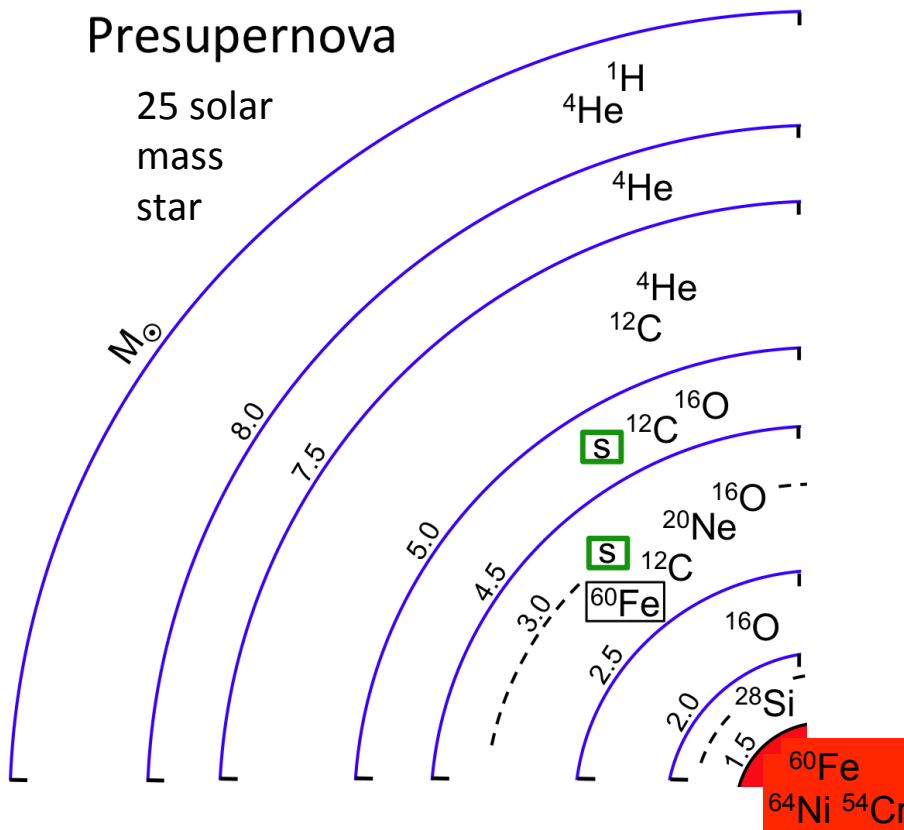 Presupernova
25 solar
mass
star
¹H
⁴He
⁴He
⁴He
¹²C
M☉
8.0
7.5
5.0
4.5
3.0
2.5
2.0
1.5
¹²C ¹⁶O
s
¹⁶O
²⁰Ne
s ¹²C
⁶⁰Fe
¹⁶O
²⁸Si
⁶⁰Fe
⁶⁴Ni ⁵⁴Cr